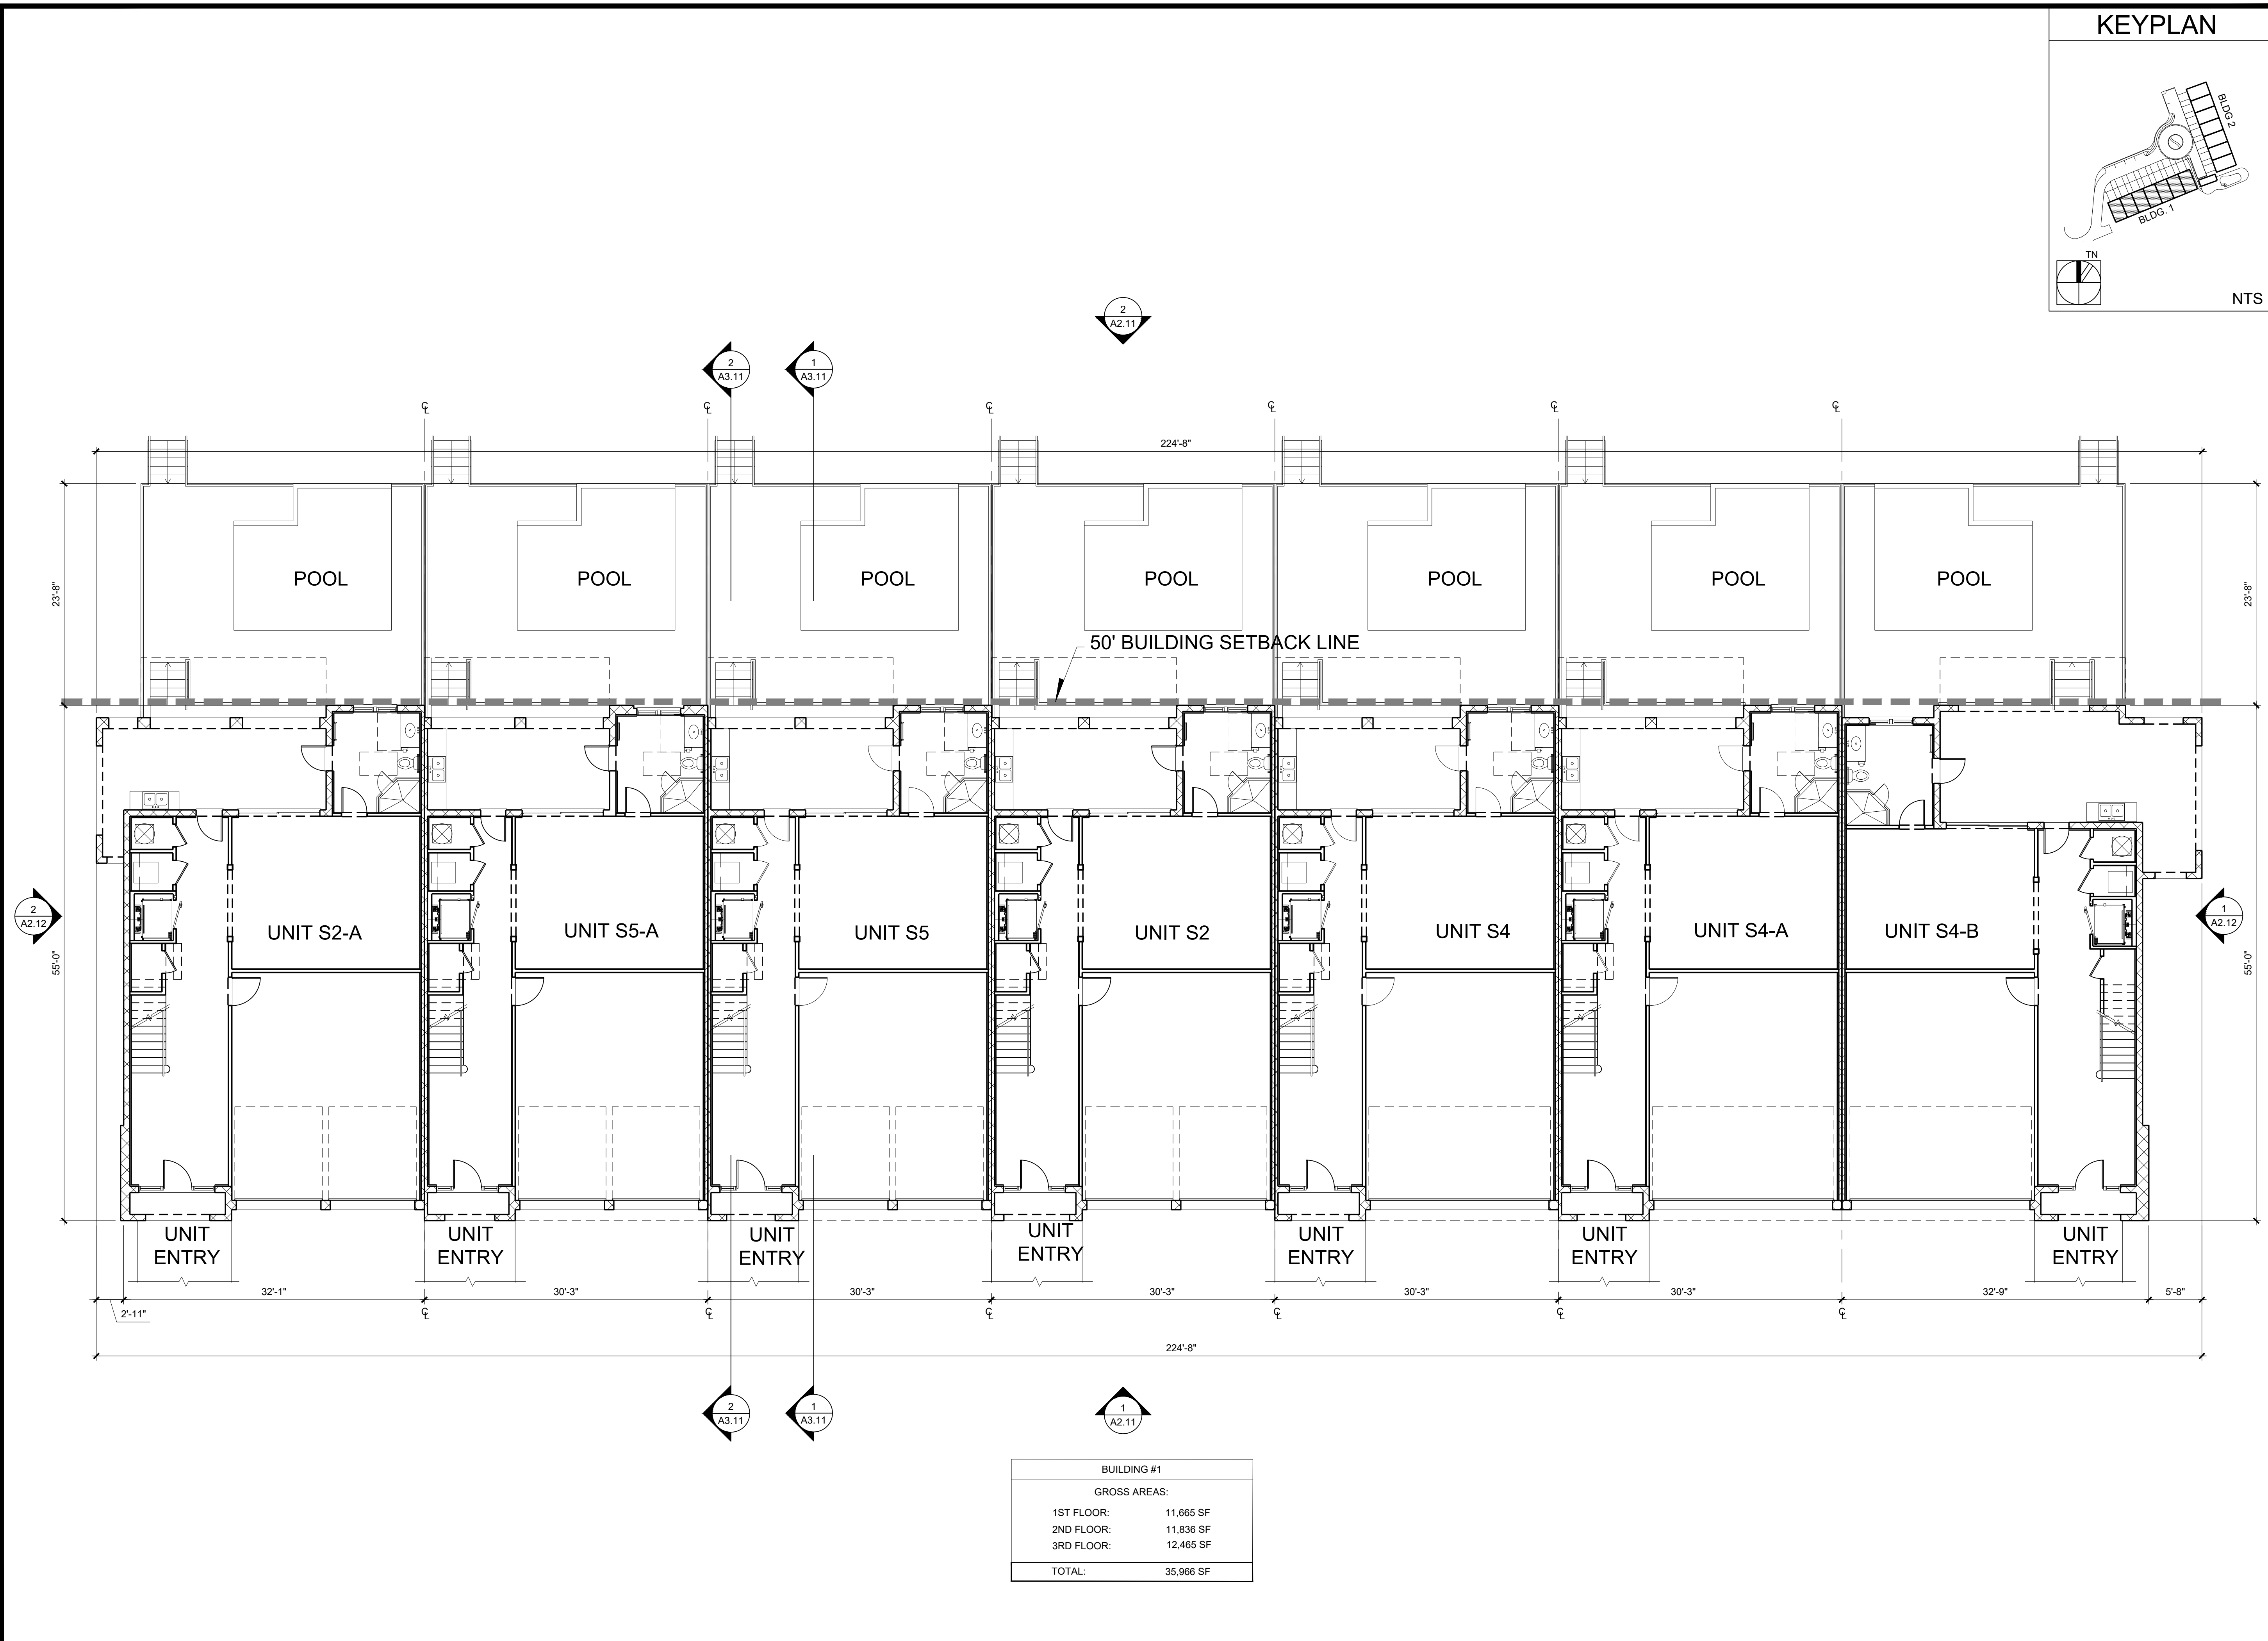 KEYPLAN
BLDG 2
BLDG. 1
TN
NTS
2
A2.11
2
A3.11
1
A3.11
℄
℄
℄
℄
℄
℄
224'-8"
23'-8"
POOL
POOL
POOL
POOL
POOL
POOL
POOL
23'-8"
50' BUILDING SETBACK LINE
2
A2.12
55'-0"
UNIT S2-A
UNIT S5-A
UNIT S5
UNIT S2
UNIT S4
UNIT S4-A
UNIT S4-B
1
A2.12
55'-0"
UNIT
ENTRY
UNIT
ENTRY
UNIT
ENTRY
UNIT
ENTRY
UNIT
ENTRY
UNIT
ENTRY
UNIT
ENTRY
2'-11"
32'-1"
30'-3"
30'-3"
30'-3"
30'-3"
30'-3"
32'-9"
5'-8"
℄
℄
℄
℄
℄
℄
224'-8"
2
A3.11
1
A3.11
1
A2.11
BUILDING #1
GROSS AREAS:
1ST FLOOR: 11,665 SF
2ND FLOOR: 11,836 SF
3RD FLOOR: 12,465 SF
TOTAL: 35,966 SF